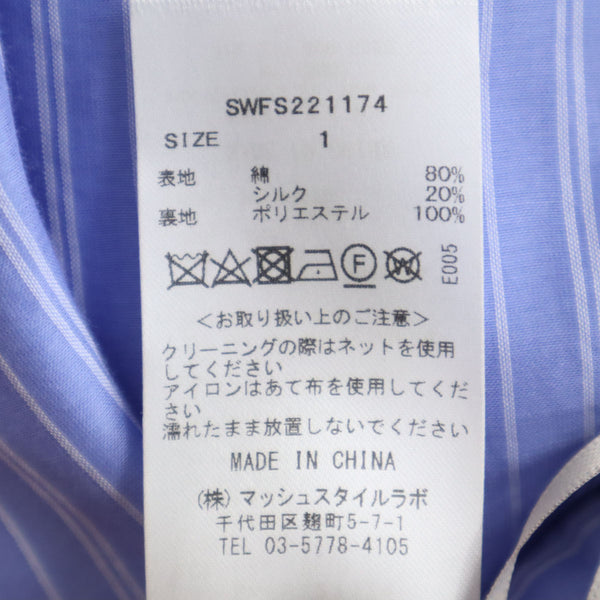 SWFS221174
SIZE 1
表地 綿 80%
シルク 20%
裏地 ポリエステル 100%
F W
E005
＜お取り扱い上のご注意＞
クリーニングの際はネットを使用
してください
アイロンはあて布を使用してくだ
さい
濡れたまま放置しないでください
MADE IN CHINA
(株) マッシュスタイルラボ
千代田区麹町5-7-1
TEL 03-5778-4105